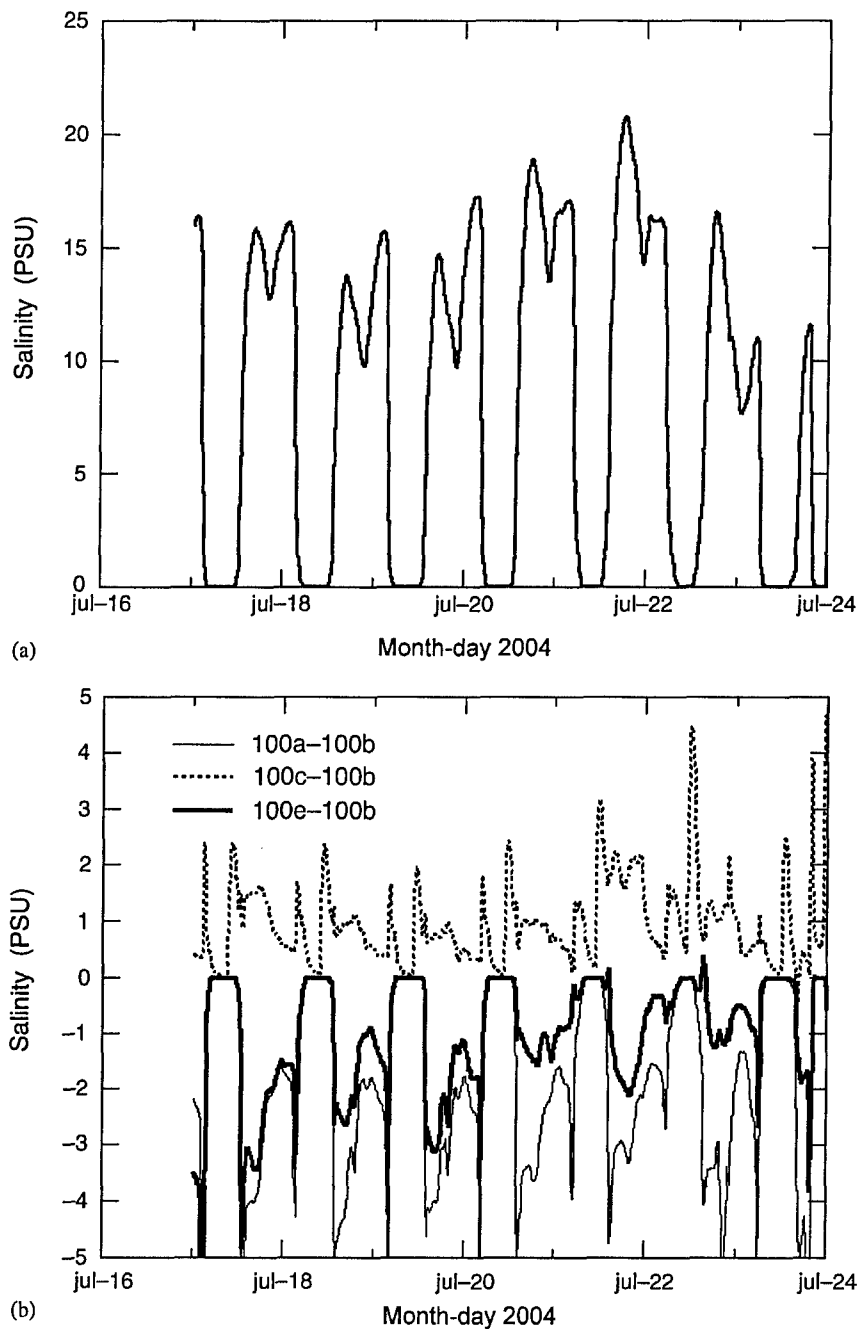 25
20
15
10
5
0
Salinity (PSU)
jul–16
jul–18
jul–20
jul–22
jul–24
(a)
Month-day 2004
5
4
3
2
1
0
-1
-2
-3
-4
-5
Salinity (PSU)
100a–100b
100c–100b
100e–100b
jul–16
jul–18
jul–20
jul–22
jul–24
(b)
Month-day 2004